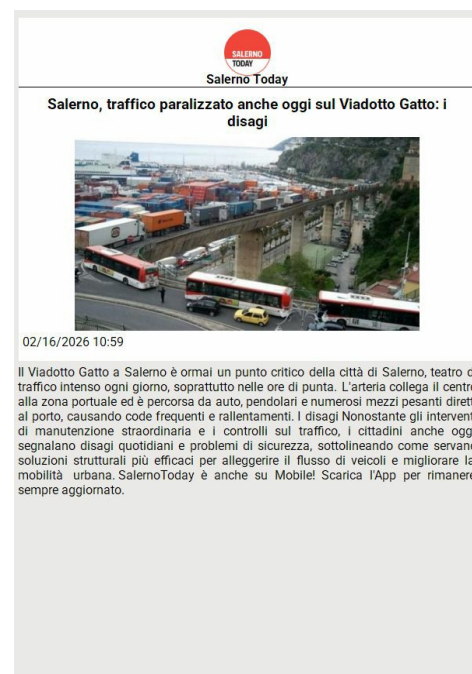 SALERNO
TODAY
Salerno Today
Salerno, traffico paralizzato anche oggi sul Viadotto Gatto: i
disagi
02/16/2026 10:59
Il Viadotto Gatto a Salerno è ormai un punto critico della città di Salerno, teatro d
traffico intenso ogni giorno, soprattutto nelle ore di punta. L'arteria collega il centro
alla zona portuale ed è percorsa da auto, pendolari e numerosi mezzi pesanti dirett
al porto, causando code frequenti e rallentamenti. I disagi Nonostante gli intervent
di manutenzione straordinaria e i controlli sul traffico, i cittadini anche ogg
segnalano disagi quotidiani e problemi di sicurezza, sottolineando come servano
soluzioni strutturali più efficaci per alleggerire il flusso di veicoli e migliorare la
mobilità urbana. SalernoToday è anche su Mobile! Scarica l'App per rimanere
sempre aggiornato.